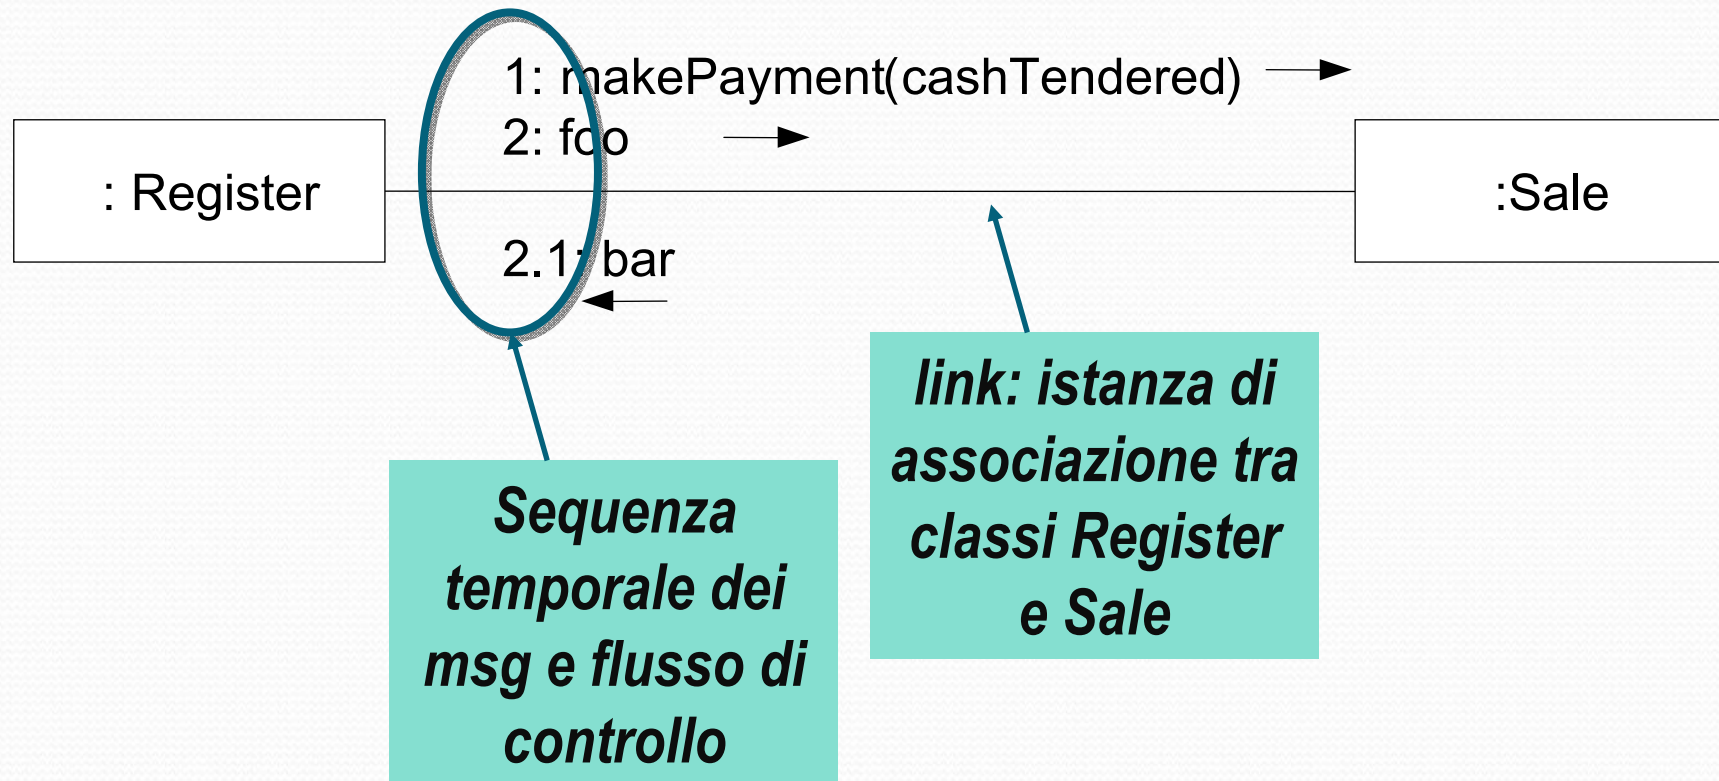 1: makePayment(cashTendered)
2: foo
: Register
:Sale
2.1: bar
link: istanza di
associazione tra
classi Register
e Sale
Sequenza
temporale dei
msg e flusso di
controllo